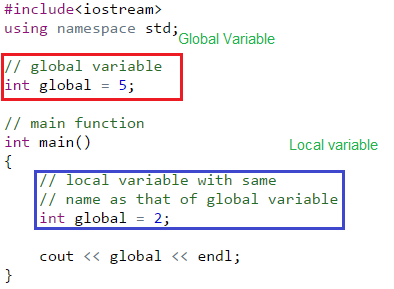 #include<iostream>
using namespace std;
Global Variable
// global variable
int global = 5;
// main function
int main()
Local variable
{
// local variable with same
// name as that of global variable
int global = 2;
cout << global << endl;
}